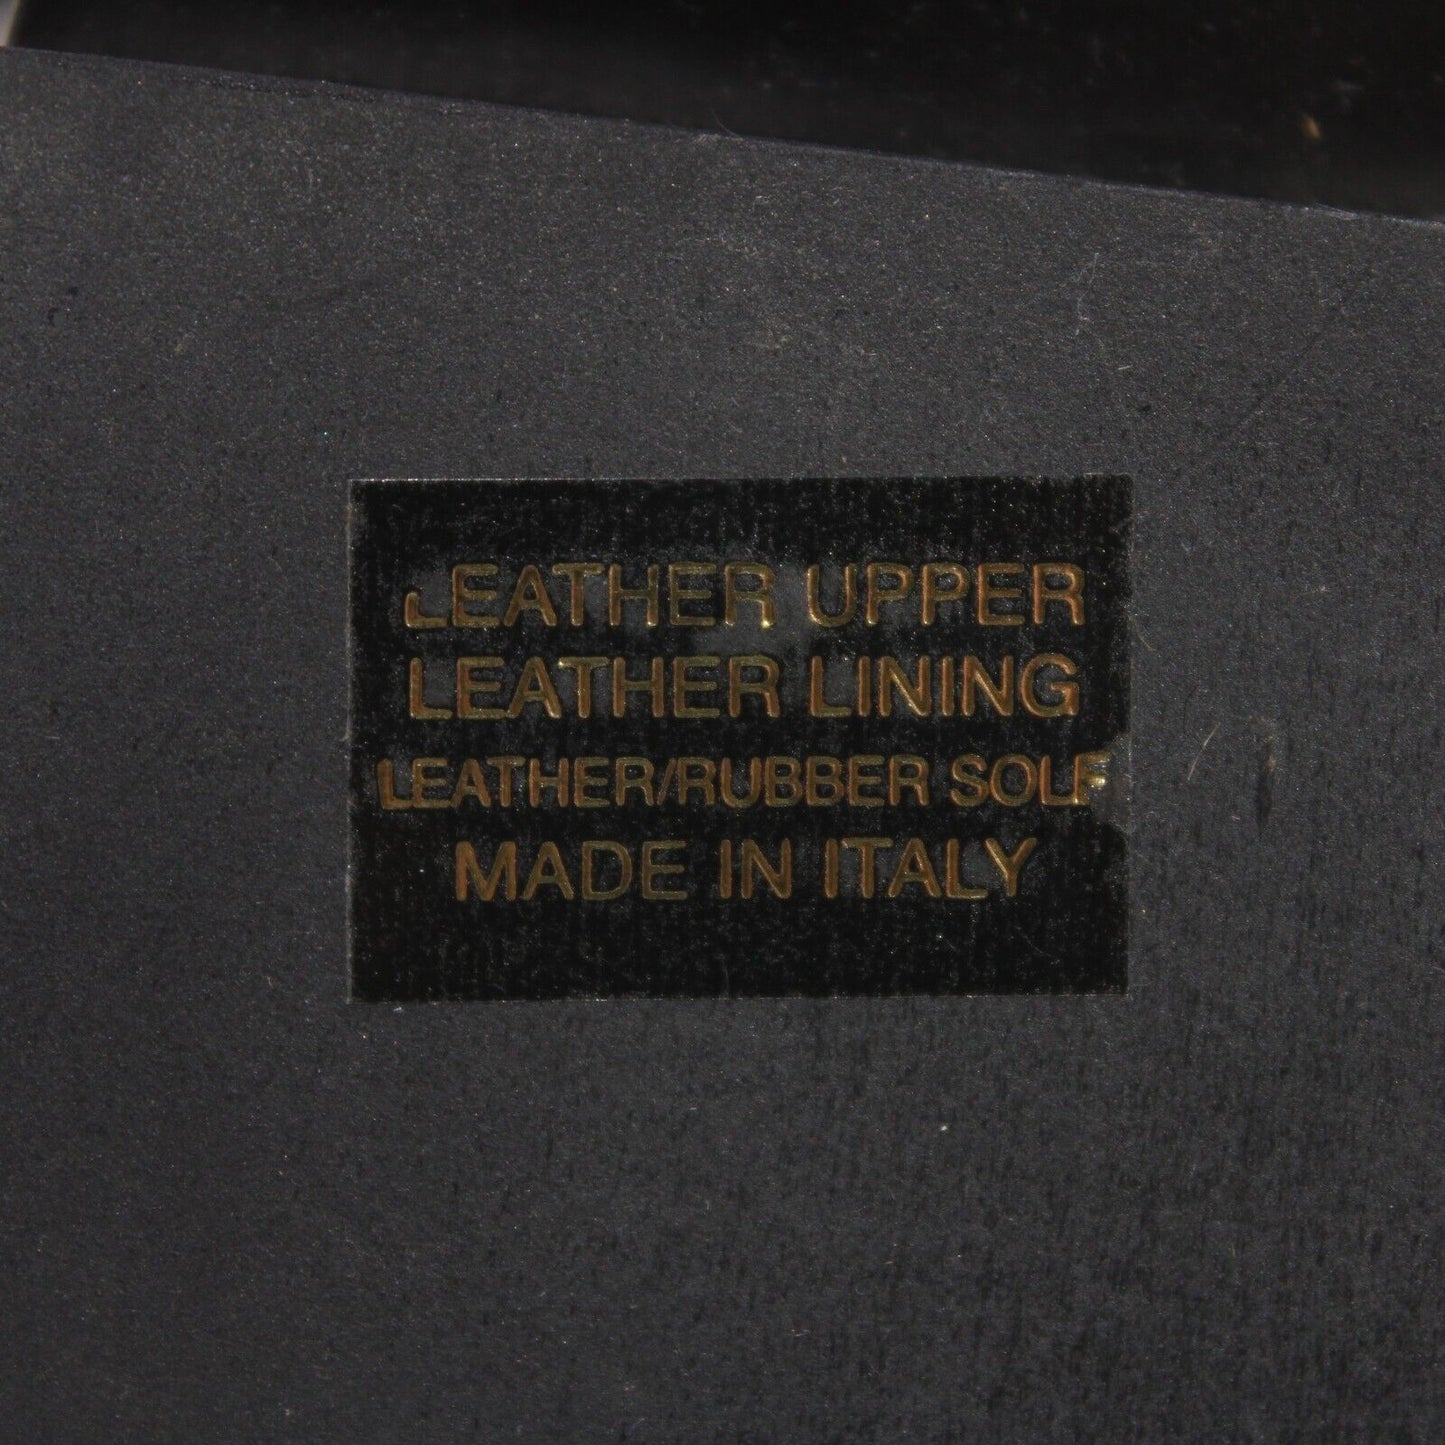 LEATHER UPPER
LEATHER LINING
LEATHER/RUBBER SOLE
MADE IN ITALY